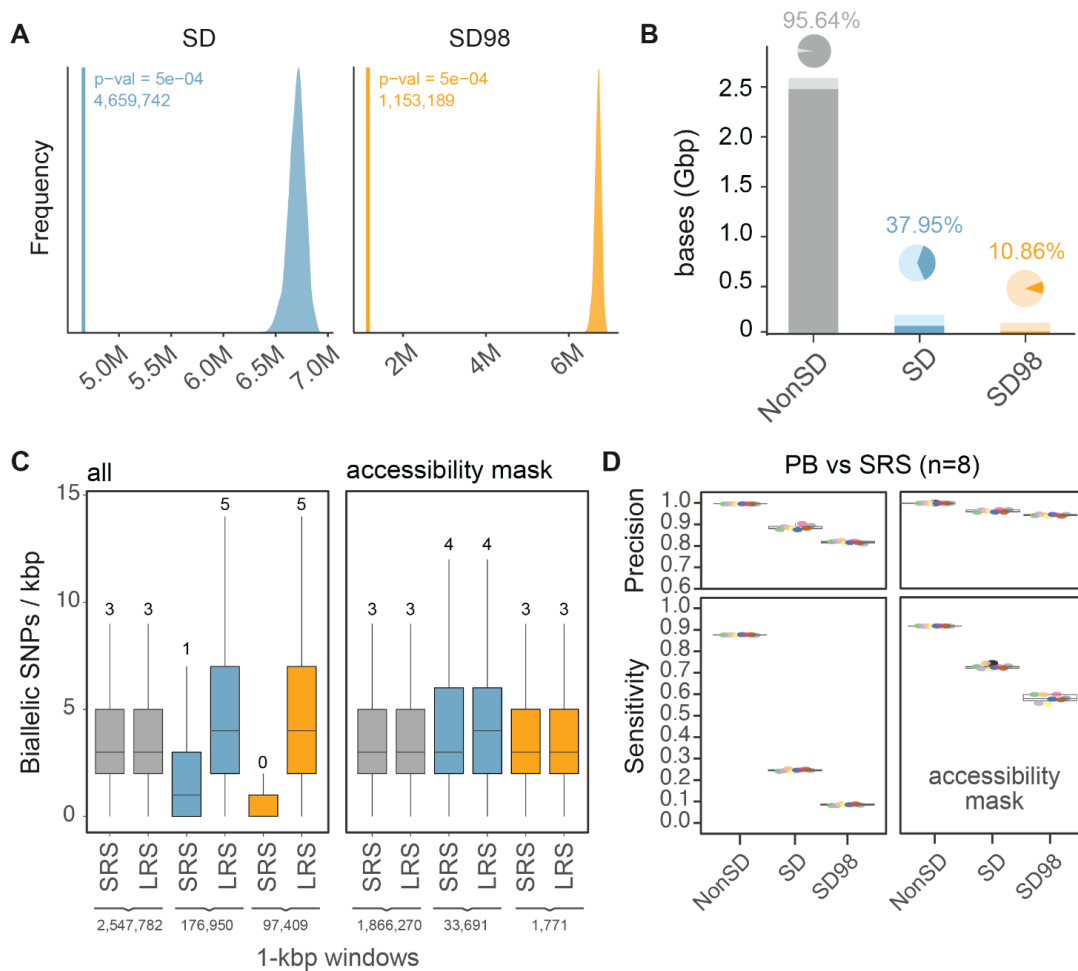 A
SD
SD98
p-val = 5e-04
4,659,742
p-val = 5e-04
1,153,189
Frequency
5.0M
5.5M
6.0M
6.5M
7.0M
2M
4M
6M
B
95.64%
37.95%
10.86%
bases (Gbp)
2.5
2.0
1.5
1.0
0.5
0
NonSD
SD
SD98
C
all
accessibility mask
Biallelic SNPs / kbp
15
10
5
0
3
3
1
5
0
5
3
3
4
4
3
3
SRS
LRS
SRS
LRS
SRS
LRS
SRS
LRS
SRS
LRS
SRS
LRS
2,547,782
176,950
97,409
1,866,270
33,691
1,771
1-kbp windows
D
PB vs SRS (n=8)
Precision
1.0
0.9
0.8
0.7
0.6
Sensitivity
1.0
0.9
0.8
0.7
0.6
0.5
0.4
0.3
0.2
0.1
0.0
accessibility
mask
NonSD
SD
SD98
NonSD
SD
SD98